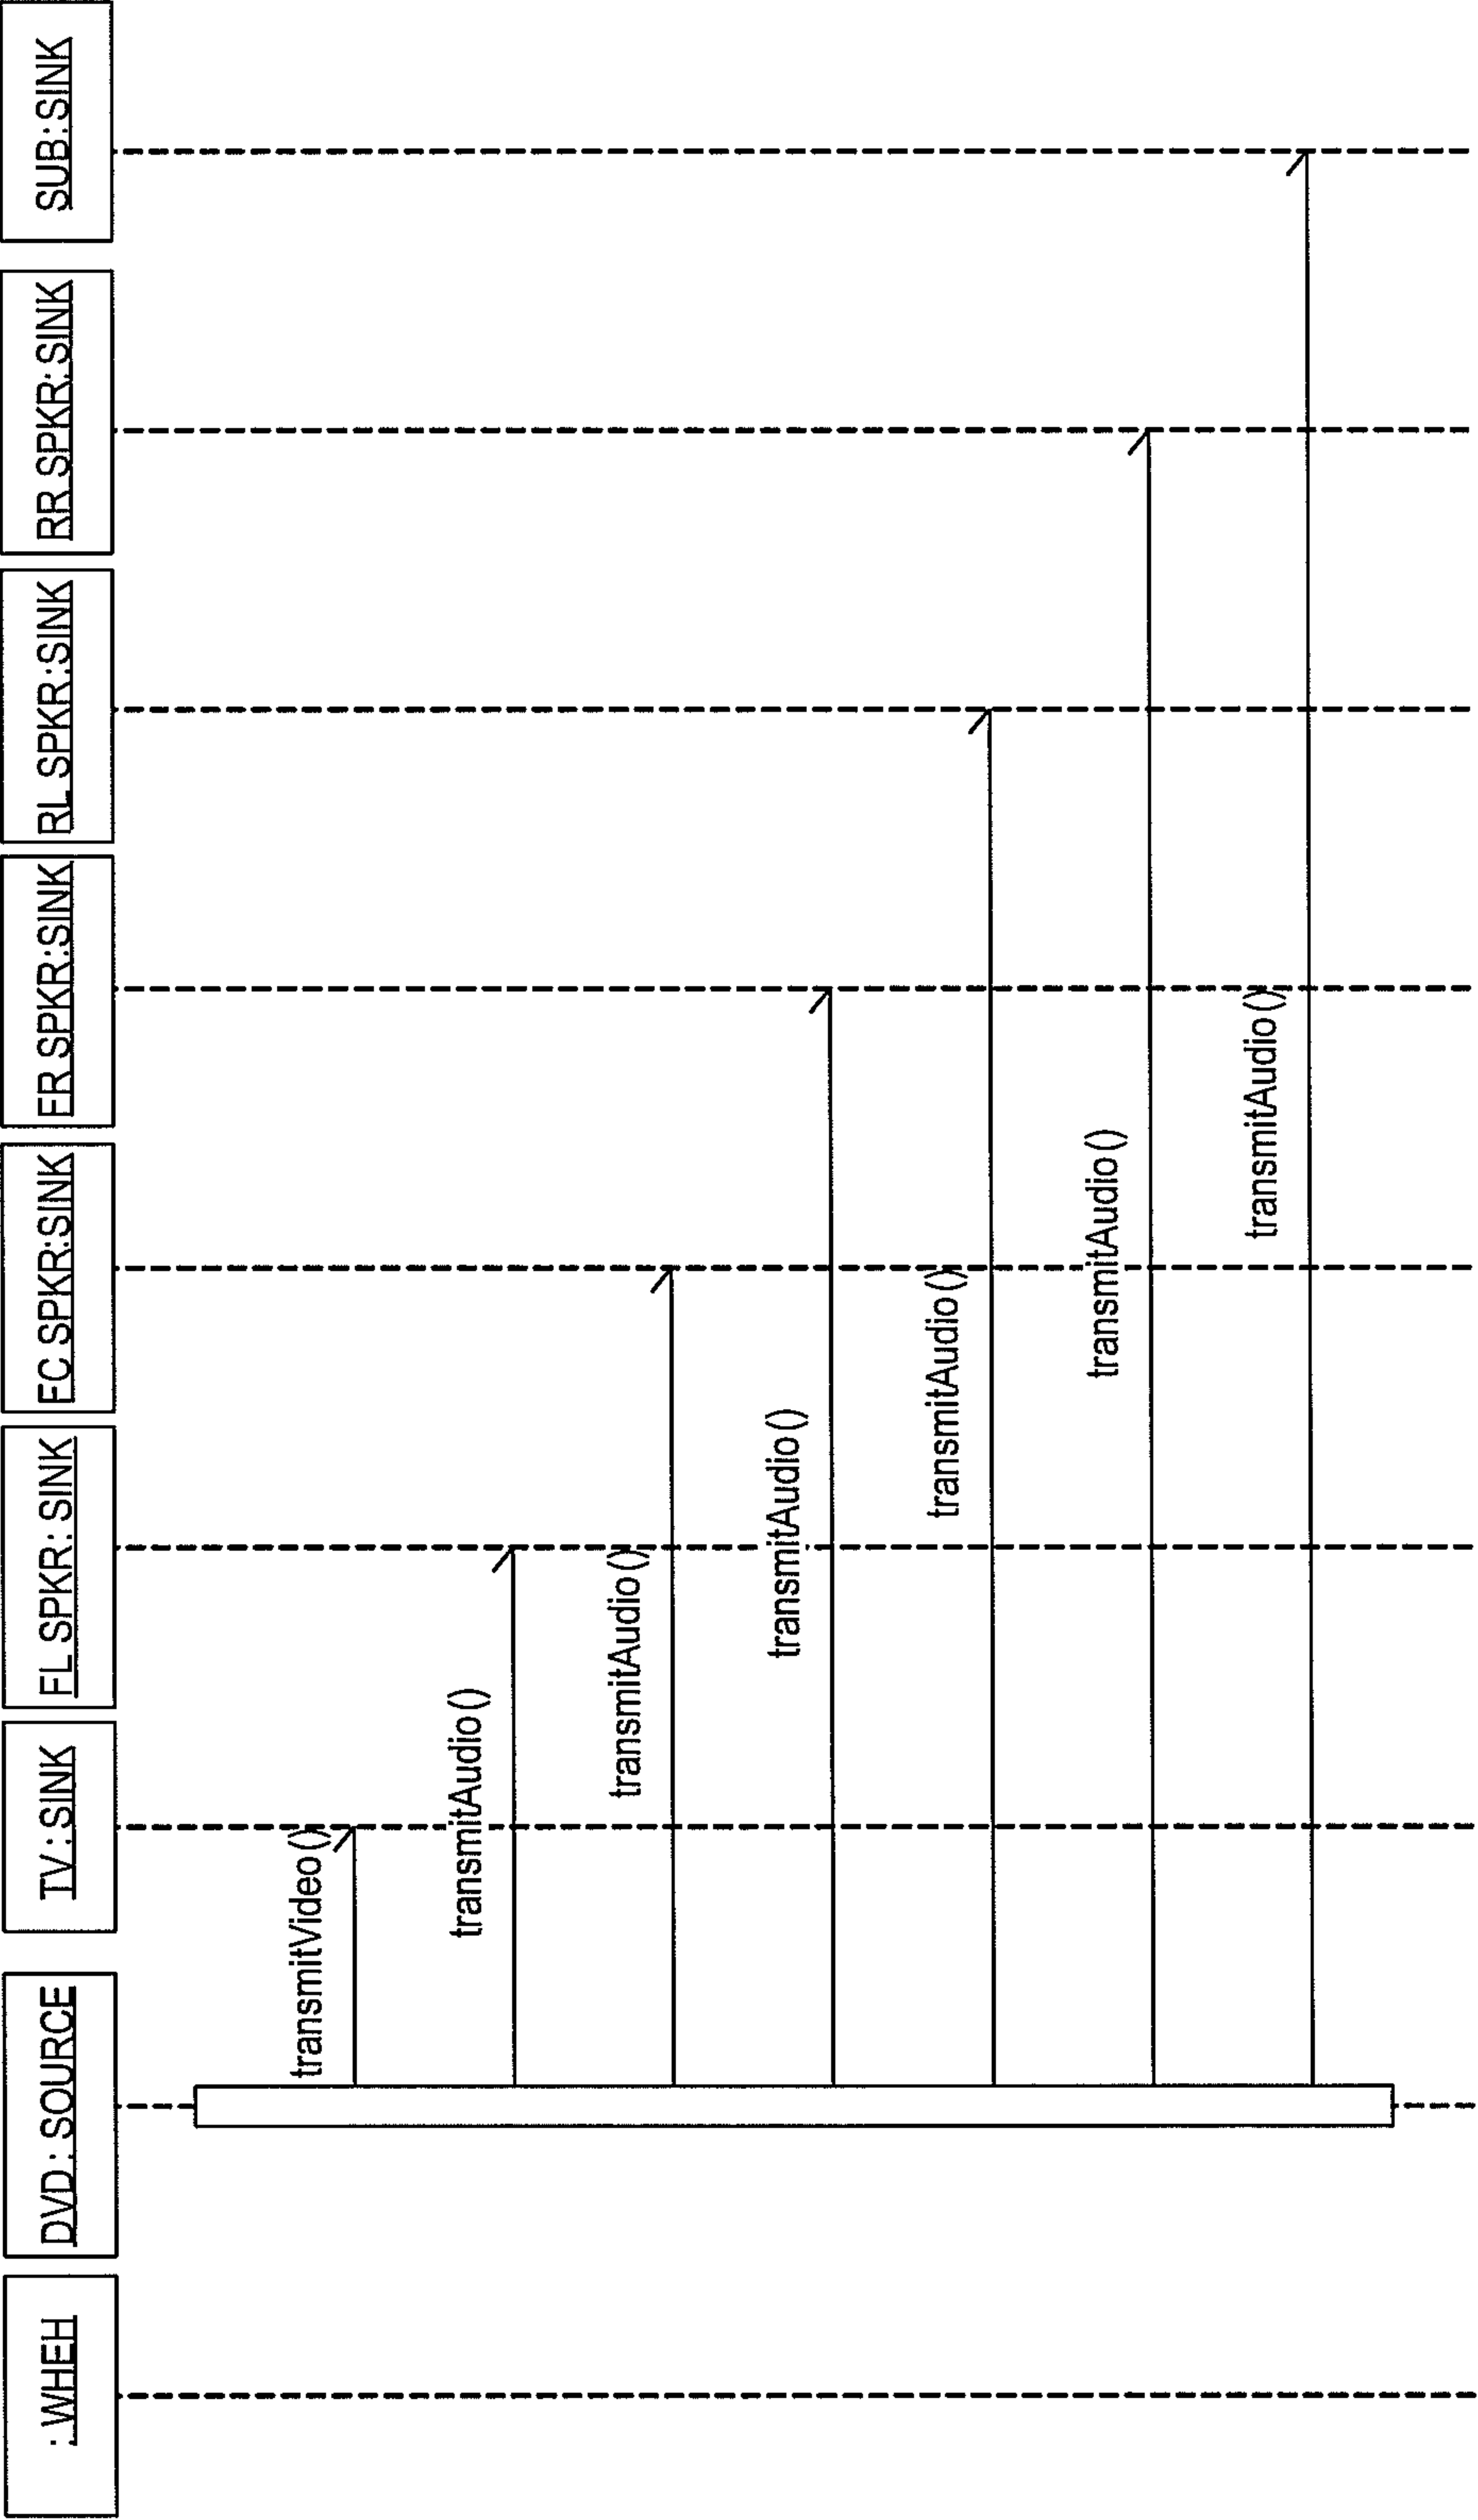 : WHEH
DVD : SOURCE
TV : SINK
FL SPKR : SINK
FC SPKR:SINK
FR SPKR:SINK
RL SPKR:SINK
RR SPKR:SINK
SUB:SINK
transmitVideo()
transmitAudio()
transmitAudio()
transmitAudio()
transmitAudio()
transmitAudio()
transmitAudio()